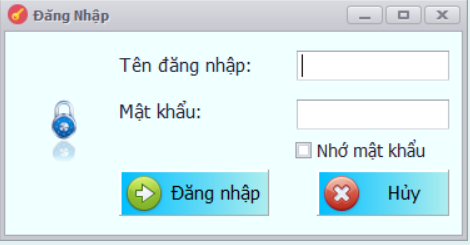 Đăng Nhập
Tên đăng nhập:
Mật khẩu:
Nhớ mật khẩu
Đăng nhập
Hủy